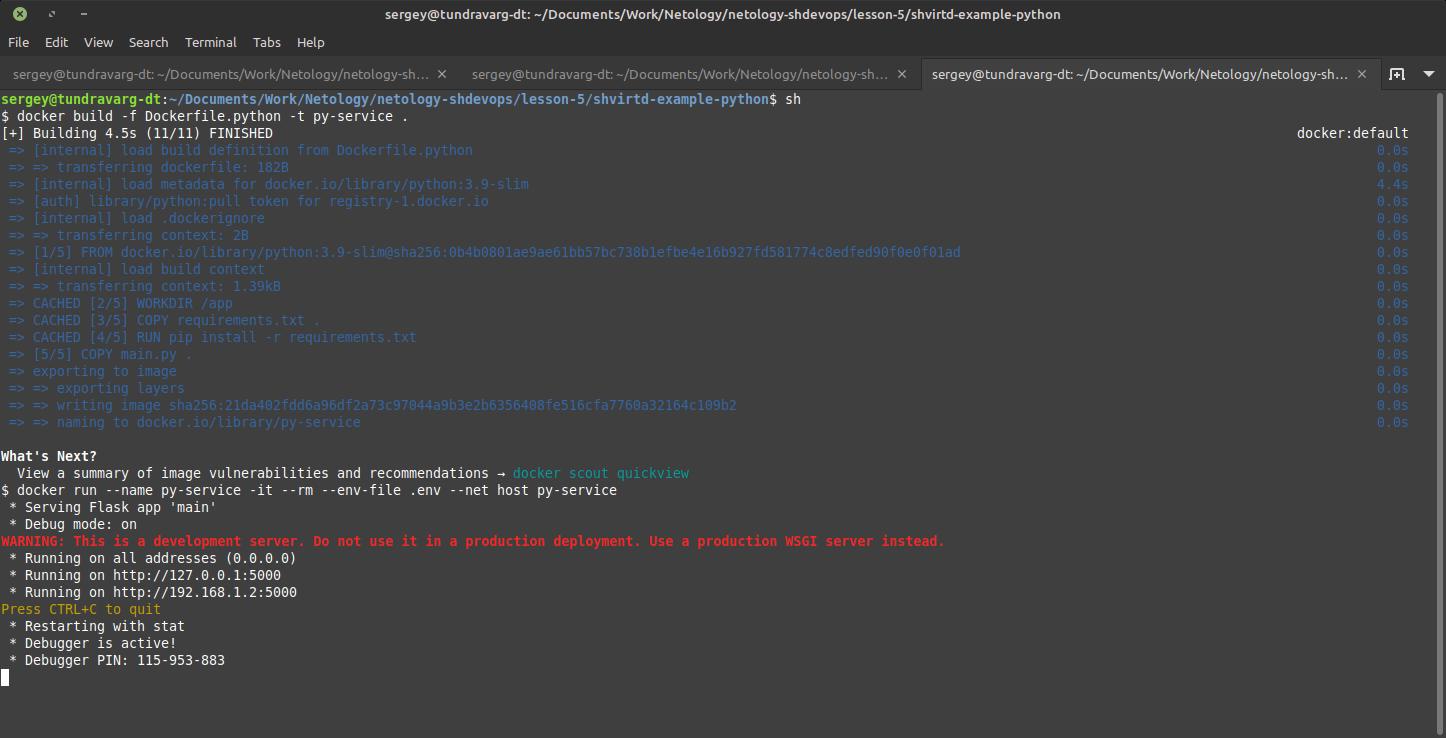 sergey@tundravarg-dt: ~/Documents/Work/Netology/netology-shdevops/lesson-5/shvirtd-example-python
File Edit View Search Terminal Tabs Help
sergey@tundravarg-dt: ~/Documents/Work/Netology/netology-sh... × sergey@tundravarg-dt: ~/Documents/Work/Netology/netology-sh... × sergey@tundravarg-dt: ~/Documents/Work/Netology/netology-sh... ×
sergey@tundravarg-dt:~/Documents/Work/Netology/netology-shdevops/lesson-5/shvirtd-example-python$ sh
$ docker build -f Dockerfile.python -t py-service .
[+] Building 4.5s (11/11) FINISHED docker:default
=> [internal] load build definition from Dockerfile.python 0.0s
=> => transferring dockerfile: 182B 0.0s
=> [internal] load metadata for docker.io/library/python:3.9-slim 4.4s
=> [auth] library/python:pull token for registry-1.docker.io 0.0s
=> [internal] load .dockerignore 0.0s
=> => transferring context: 2B 0.0s
=> [1/5] FROM docker.io/library/python:3.9-slim@sha256:0b4b0801ae9ae61bb57bc738b1efbe4e16b927fd581774c8edfed90f0e0f01ad 0.0s
=> [internal] load build context 0.0s
=> => transferring context: 1.39kB 0.0s
=> CACHED [2/5] WORKDIR /app 0.0s
=> CACHED [3/5] COPY requirements.txt . 0.0s
=> CACHED [4/5] RUN pip install -r requirements.txt 0.0s
=> [5/5] COPY main.py . 0.0s
=> exporting to image 0.0s
=> => exporting layers 0.0s
=> => writing image sha256:21da402fdd6a96df2a73c97044a9b3e2b6356408fe516cfa7760a32164c109b2 0.0s
=> => naming to docker.io/library/py-service 0.0s
What's Next?
View a summary of image vulnerabilities and recommendations → docker scout quickview
$ docker run --name py-service -it --rm --env-file .env --net host py-service
* Serving Flask app 'main'
* Debug mode: on
WARNING: This is a development server. Do not use it in a production deployment. Use a production WSGI server instead.
* Running on all addresses (0.0.0.0)
* Running on http://127.0.0.1:5000
* Running on http://192.168.1.2:5000
Press CTRL+C to quit
* Restarting with stat
* Debugger is active!
* Debugger PIN: 115-953-883